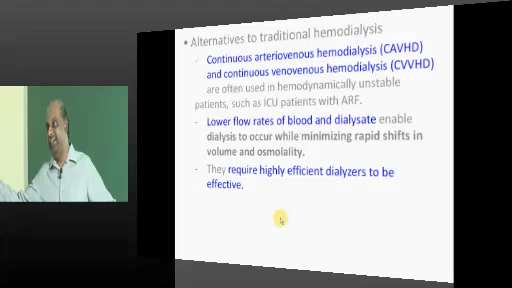 • Alternatives to traditional hemodialysis
- Continuous arteriovenous hemodialysis (CAVHD)
and continuous venovenous hemodialysis (CVVHD)
are often used in hemodynamically unstable
patients, such as ICU patients with ARF.
- Lower flow rates of blood and dialysate enable
dialysis to occur while minimizing rapid shifts in
volume and osmolality.
- They require highly efficient dialyzers to be
effective.